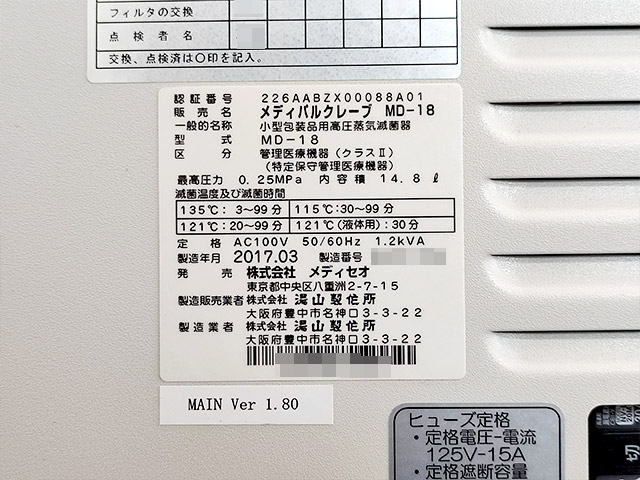 フィルタの交換
点検者名
交換、点検済は〇印を記入。
認証番号 226AABZX00088A01
販売名 メディバルクレーブ MD-18
一般的名称 小型包装品用高圧蒸気滅菌器
型式 MD-18
区分 管理医療機器(クラスⅡ)
(特定保守管理医療機器)
最高圧力 0.25MPa 内容積 14.8ℓ
滅菌温度及び滅菌時間
135℃: 3~99分 115℃:30~99分
121℃:20~99分 121℃(液体用):30分
定格 AC100V 50/60Hz 1.2kVA
製造年月 2017.03 製造番号
発売 株式会社 メディセオ
東京都中央区八重洲2-7-15
製造販売業者 株式会社 湯山製作所
大阪府豊中市名神口3-3-22
製造業者 株式会社 湯山製作所
大阪府豊中市名神口3-3-22
MAIN Ver 1.80
ヒューズ定格
・定格電圧-電流
125V-15A
・定格遮断容量
切